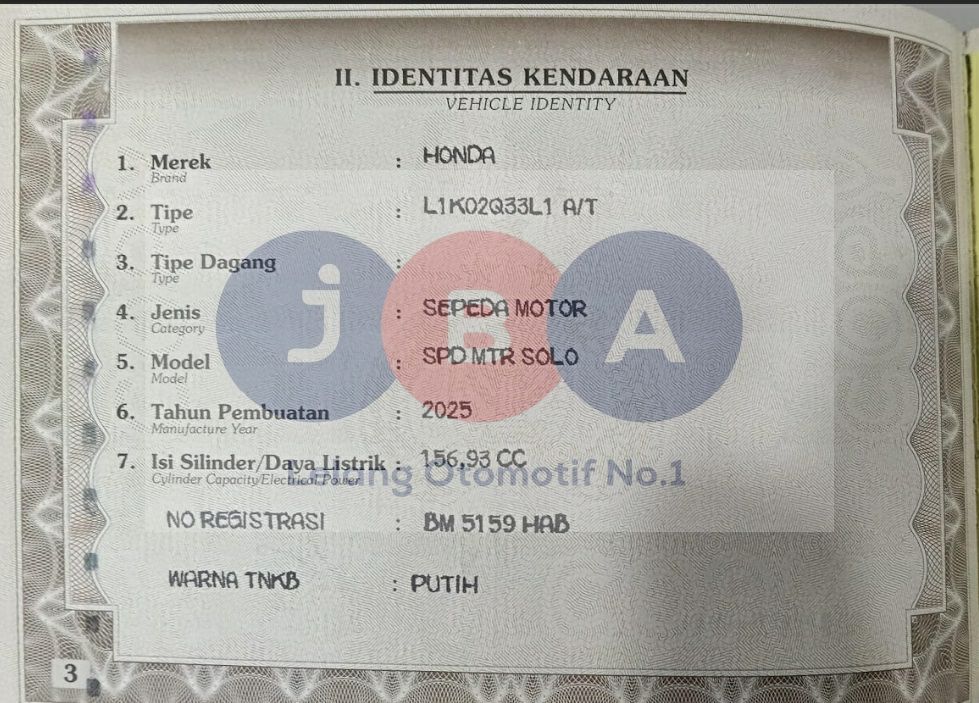 II. IDENTITAS KENDARAAN
VEHICLE IDENTITY
1. Merek : HONDA
Brand
2. Tipe : L1K02Q33L1 A/T
Type
3. Tipe Dagang :
Type
4. Jenis : SEPEDA MOTOR
Category
5. Model : SPD MTR SOLO
Model
6. Tahun Pembuatan : 2025
Manufacture Year
7. Isi Silinder/Daya Listrik : 156,93 CC
Cylinder Capacity/Electrical Power
NO REGISTRASI : BM 5159 HAB
WARNA TNKB : PUTIH
3
JBA
Lelang Otomotif No.1